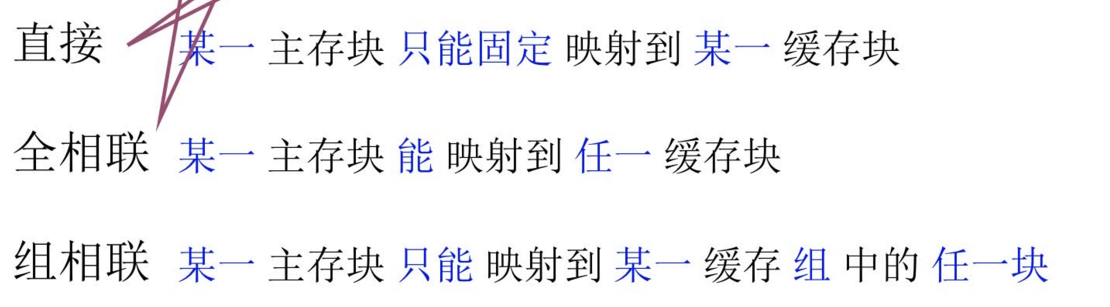 直接 某一 主存块 只能固定 映射到 某一 缓存块
全相联 某一 主存块 能 映射到 任一 缓存块
组相联 某一 主存块 只能 映射到 某一 缓存 组 中的 任一块